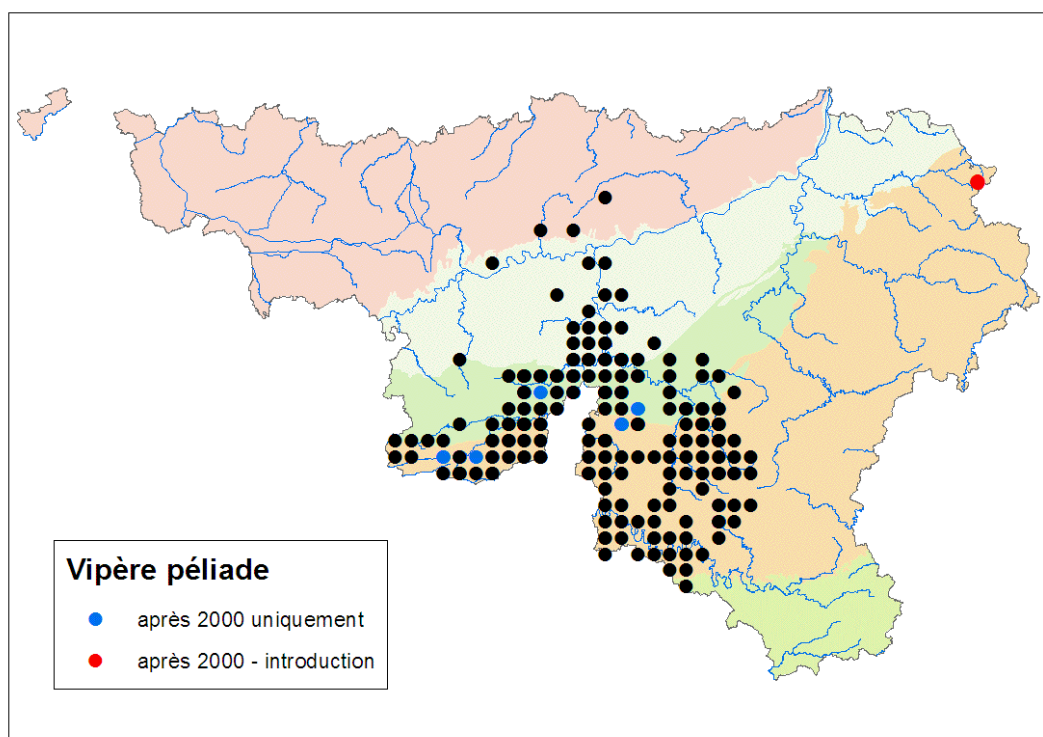 Vipère péliade
après 2000 uniquement
après 2000 - introduction